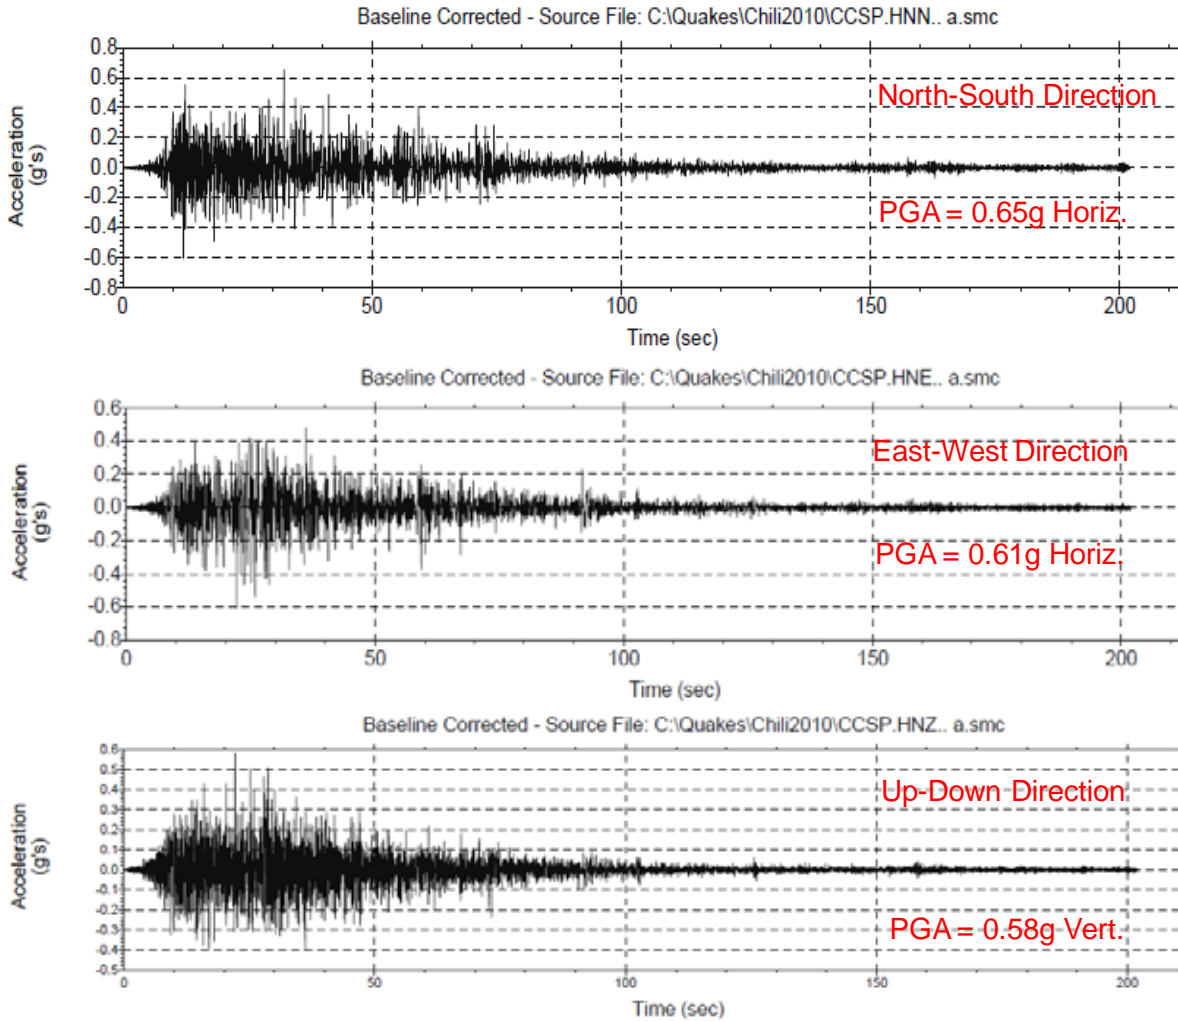 Baseline Corrected - Source File: C:\Quakes\Chili2010\CCSP.HNN.. a.smc
0.8
0.6
0.4
0.2
0.0
-0.2
-0.4
-0.6
-0.8
Acceleration
(g's)
North-South Direction
PGA = 0.65g Horiz.
0 50 100 150 200
Time (sec)
Baseline Corrected - Source File: C:\Quakes\Chili2010\CCSP.HNE.. a.smc
0.6
0.4
0.2
0.0
-0.2
-0.4
-0.6
-0.8
Acceleration
(g's)
East-West Direction
PGA = 0.61g Horiz.
0 50 100 150 200
Time (sec)
Baseline Corrected - Source File: C:\Quakes\Chili2010\CCSP.HNZ.. a.smc
0.6
0.5
0.4
0.3
0.2
0.1
0.0
-0.1
-0.2
-0.3
-0.4
-0.5
Acceleration
(g's)
Up-Down Direction
PGA = 0.58g Vert.
0 50 100 150 200
Time (sec)